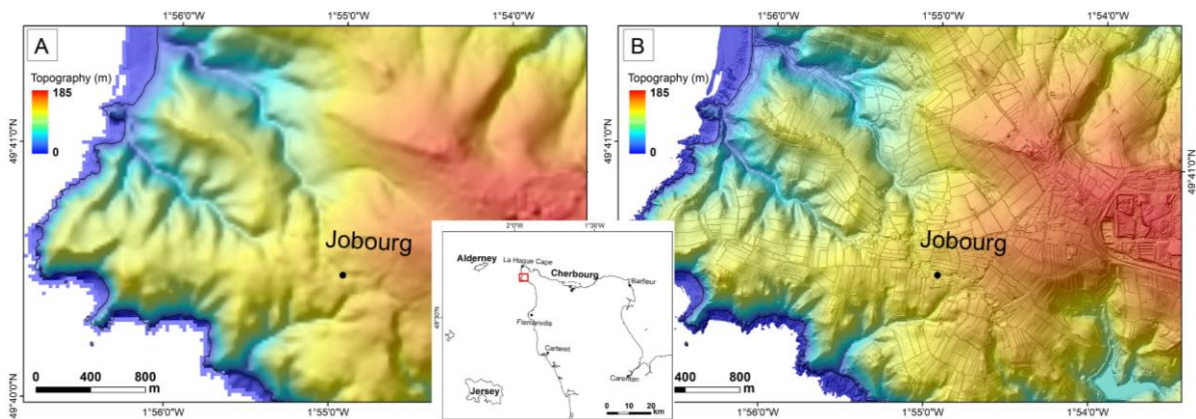 1°56'0"W 1°55'0"W 1°54'0"W
A
Topography (m)
185
0
49°41'0"N
Jobourg
0 400 800
m
49°40'0"N
1°56'0"W 1°55'0"W
2°0'W 1°30'W
Alderney
La Hague Cape
Cherbourg
Barfleur
49°30'N
Flamanville
Carteret
Carentan
Jersey
0 10 20
km
1°56'0"W 1°55'0"W 1°54'0"W
B
Topography (m)
185
0
49°41'0"N
Jobourg
400 800
m
1°56'0"W 1°55'0"W 1°54'0"W